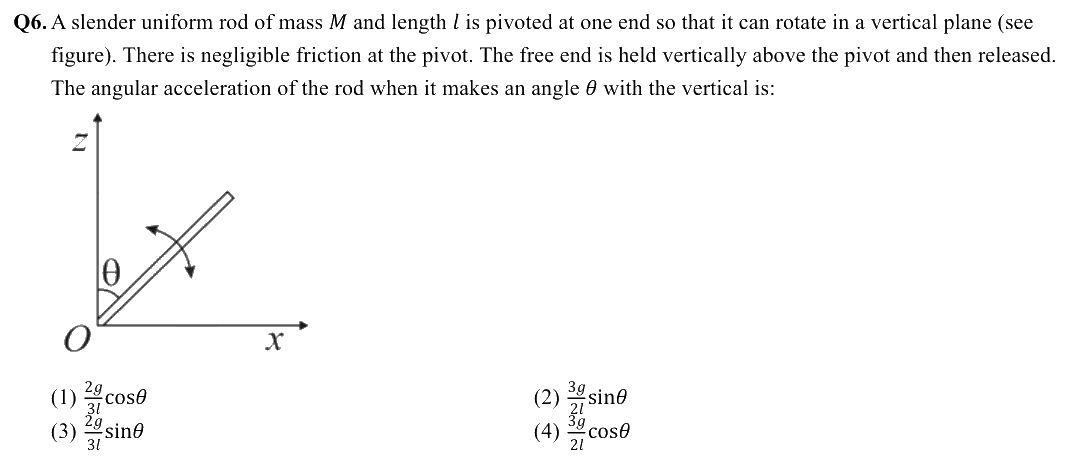 Q6. A slender uniform rod of mass M and length l is pivoted at one end so that it can rotate in a vertical plane (see
figure). There is negligible friction at the pivot. The free end is held vertically above the pivot and then released.
The angular acceleration of the rod when it makes an angle θ with the vertical is:
z
θ
O
x
(1) 2g/3l cosθ (2) 3g/2l sinθ
(3) 2g/3l sinθ (4) 3g/2l cosθ